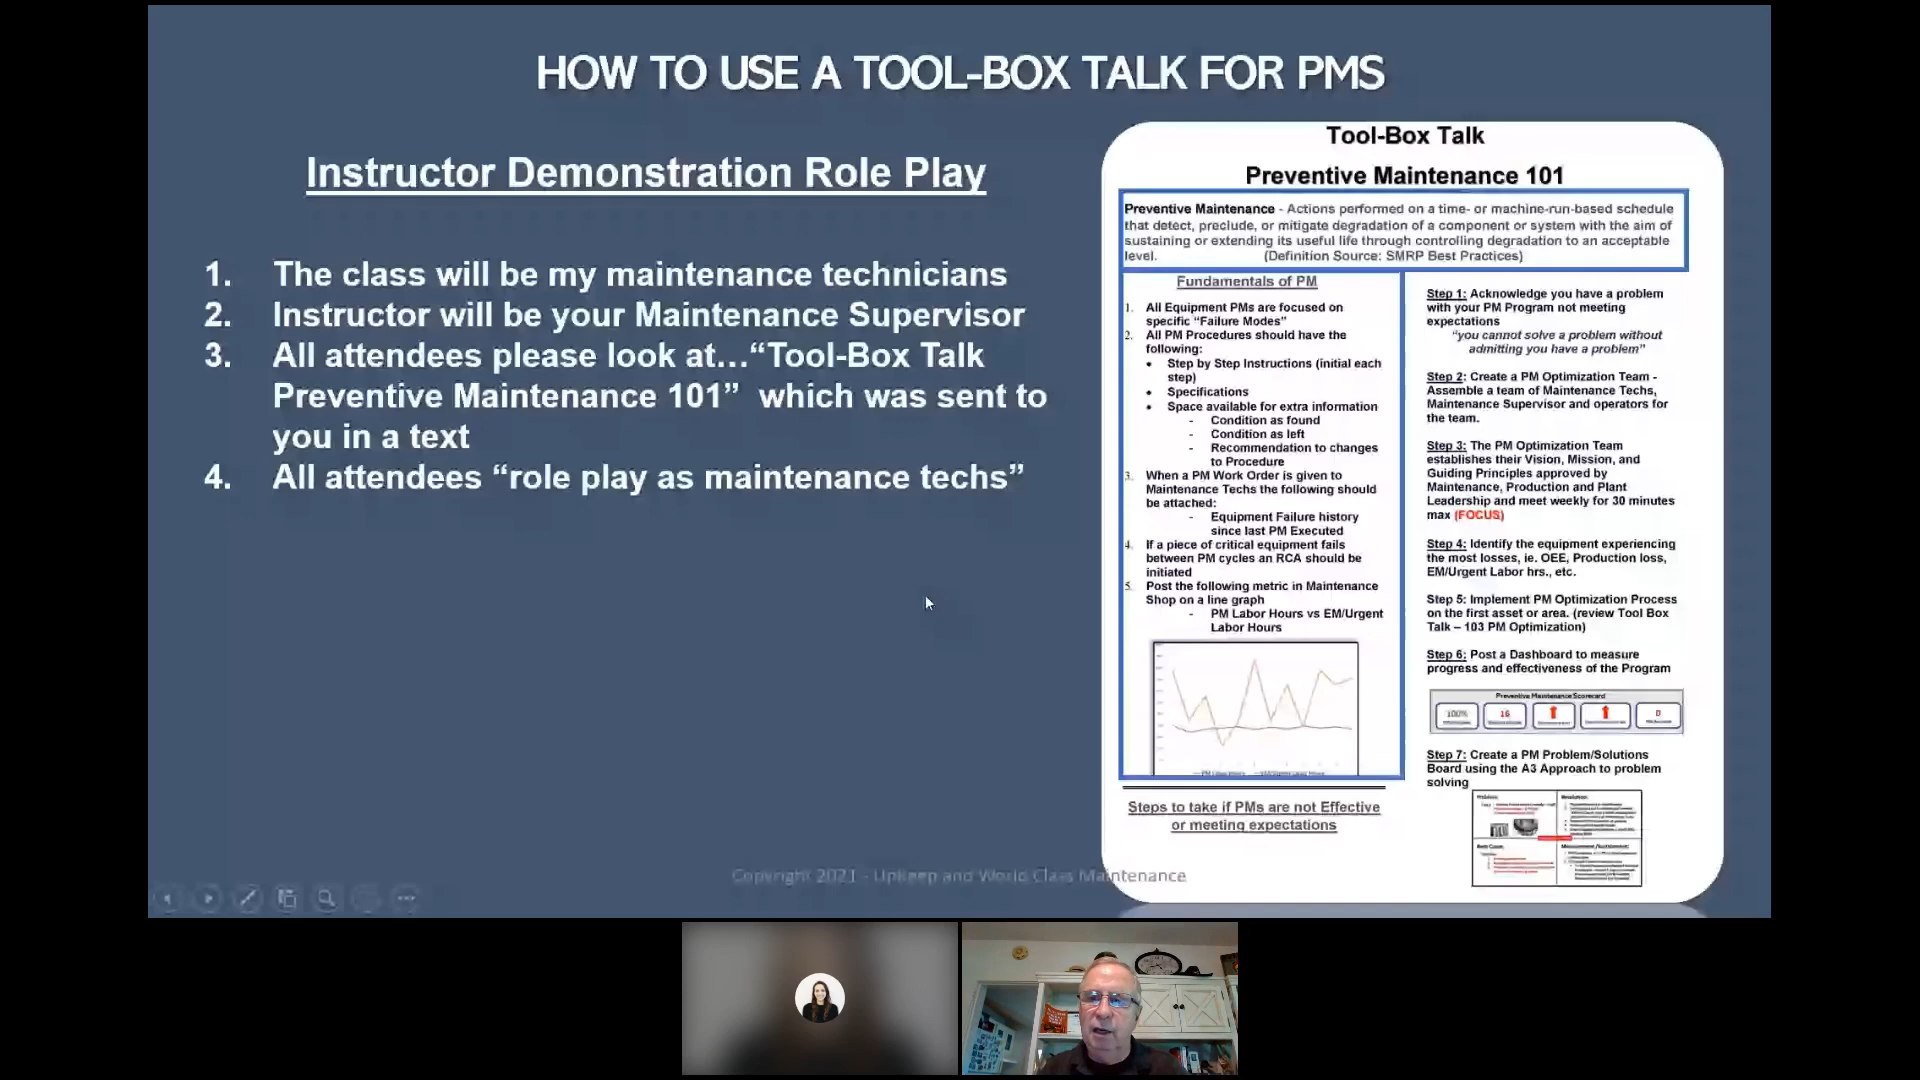 HOW TO USE A TOOL-BOX TALK FOR PMS
Instructor Demonstration Role Play
1. The class will be my maintenance technicians
2. Instructor will be your Maintenance Supervisor
3. All attendees please look at…“Tool-Box Talk
Preventive Maintenance 101” which was sent to
you in a text
4. All attendees “role play as maintenance techs”
Tool-Box Talk
Preventive Maintenance 101
Preventive Maintenance - Actions performed on a time- or machine-run-based schedule
that detect, preclude, or mitigate degradation of a component or system with the aim of
sustaining or extending its useful life through controlling degradation to an acceptable
level. (Definition Source: SMRP Best Practices)
Fundamentals of PM
1. All Equipment PMs are focused on
specific “Failure Modes”
2. All PM Procedures should have the
following:
• Step by Step Instructions (initial each
step)
• Specifications
• Space available for extra information
- Condition as found
- Condition as left
- Recommendation to changes
to Procedure
3. When a PM Work Order is given to
Maintenance Techs the following should
be attached:
- Equipment Failure history
since last PM Executed
4. If a piece of critical equipment fails
between PM cycles an RCA should be
initiated
5. Post the following metric in Maintenance
Shop on a line graph
- PM Labor Hours vs EM/Urgent
Labor Hours
Steps to take if PMs are not Effective
or meeting expectations
Step 1: Acknowledge you have a problem
with your PM Program not meeting
expectations
“you cannot solve a problem without
admitting you have a problem”
Step 2: Create a PM Optimization Team -
Assemble a team of Maintenance Techs,
Maintenance Supervisor and operators for
the team.
Step 3: The PM Optimization Team
establishes their Vision, Mission, and
Guiding Principles approved by
Maintenance, Production and Plant
Leadership and meet weekly for 30 minutes
max (FOCUS)
Step 4: Identify the equipment experiencing
the most losses, ie. OEE, Production loss,
EM/Urgent Labor hrs., etc.
Step 5: Implement PM Optimization Process
on the first asset or area. (review Tool Box
Talk – 103 PM Optimization)
Step 6: Post a Dashboard to measure
progress and effectiveness of the Program
Preventive Maintenance Scorecard
100% 16 0
Step 7: Create a PM Problem/Solutions
Board using the A3 Approach to problem
solving
Copyright 2021 - Upkeep and World Class Maintenance